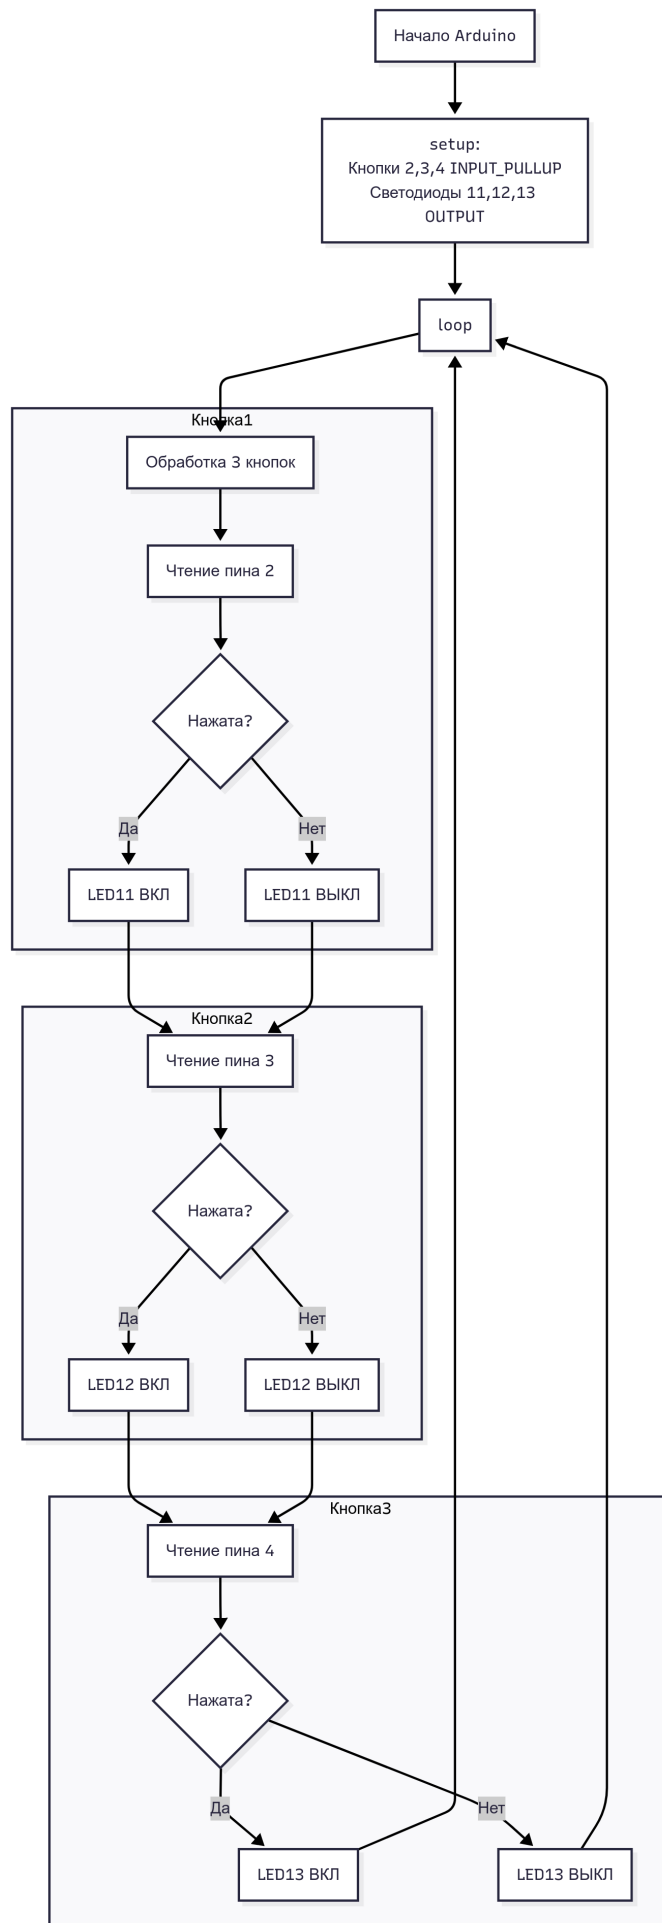 Начало Arduino
setup:
Кнопки 2,3,4 INPUT_PULLUP
Светодиоды 11,12,13
OUTPUT
loop
Кнопка1
Обработка 3 кнопок
Чтение пина 2
Нажата?
Да
Нет
LED11 ВКЛ
LED11 ВЫКЛ
Кнопка2
Чтение пина 3
Нажата?
Да
Нет
LED12 ВКЛ
LED12 ВЫКЛ
Кнопка3
Чтение пина 4
Нажата?
Да
Нет
LED13 ВКЛ
LED13 ВЫКЛ